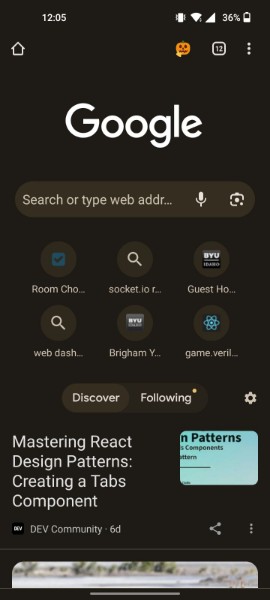 12:05
36%
12
Google
Search or type web addr...
Room Cho...
socket.io r...
BYU
Guest Ho...
web dash...
BYU
Brigham Y...
game.veril...
Discover
Following
Mastering React
Design Patterns:
Creating a Tabs
Component
n Patterts
s Components
attern
DEV
DEV Community · 6d